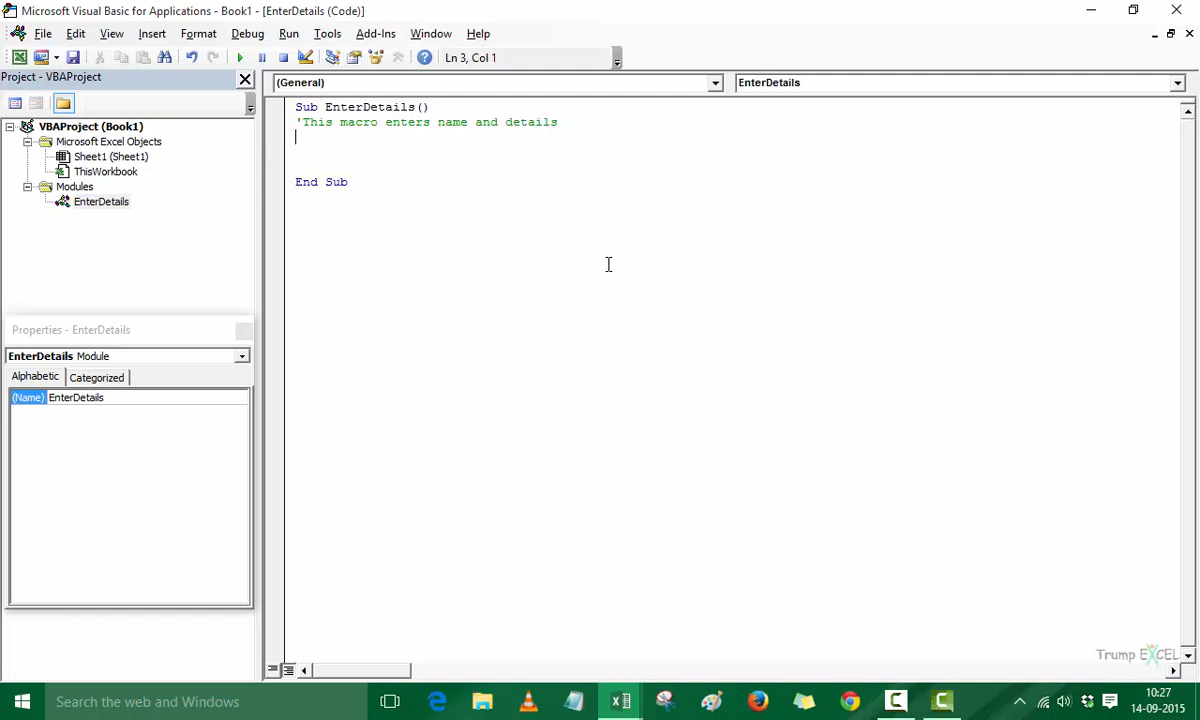 Microsoft Visual Basic for Applications - Book1 - [EnterDetails (Code)]
File Edit View Insert Format Debug Run Tools Add-Ins Window Help
Ln 3, Col 1
Project - VBAProject
(General) EnterDetails
Sub EnterDetails()
'This macro enters name and details
End Sub
VBAProject (Book1)
Microsoft Excel Objects
Sheet1 (Sheet1)
ThisWorkbook
Modules
EnterDetails
Properties - EnterDetails
EnterDetails Module
Alphabetic Categorized
(Name) EnterDetails
Trump EXCEL
Search the web and Windows
10:27
14-09-2015